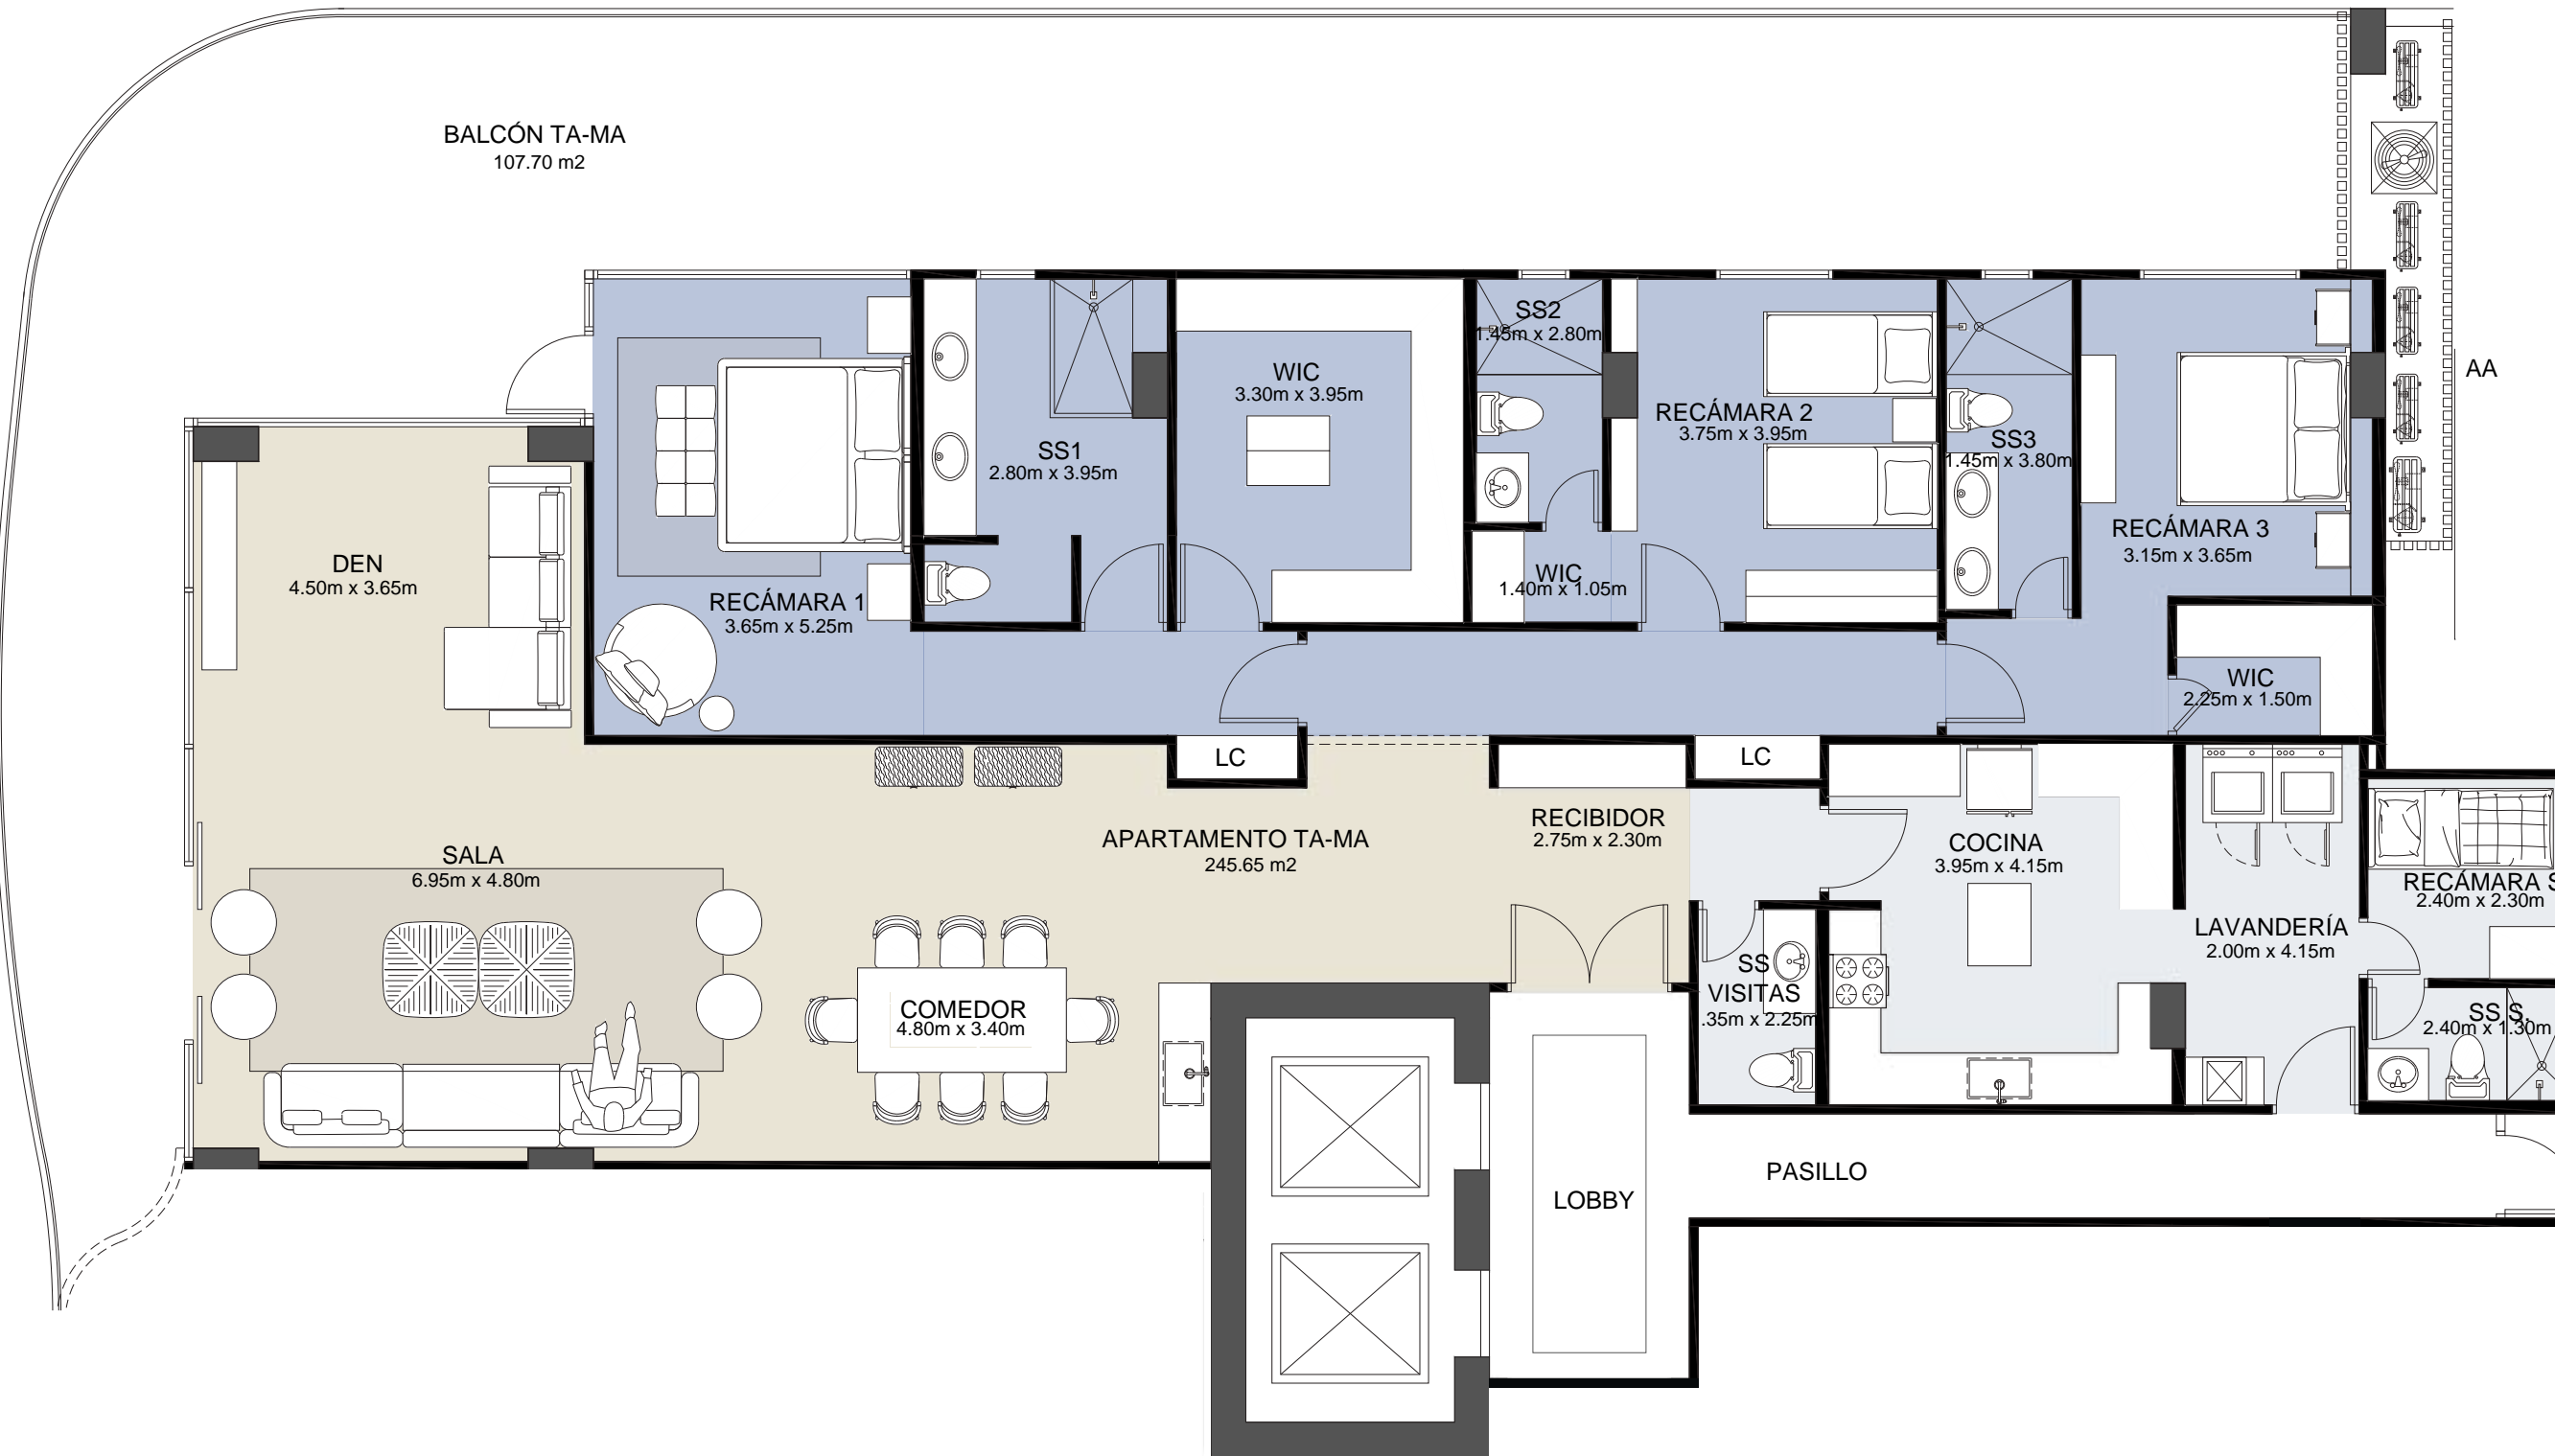 BALCÓN TA-MA
107.70 m2
AA
SS2
1.45m x 2.80m
WIC
3.30m x 3.95m
RECÁMARA 2
3.75m x 3.95m
SS1
2.80m x 3.95m
SS3
1.45m x 3.80m
RECÁMARA 3
3.15m x 3.65m
DEN
4.50m x 3.65m
WIC
1.40m x 1.05m
RECÁMARA 1
3.65m x 5.25m
WIC
2.25m x 1.50m
LC
LC
RECIBIDOR
2.75m x 2.30m
APARTAMENTO TA-MA
245.65 m2
COCINA
3.95m x 4.15m
SALA
6.95m x 4.80m
RECÁMARA S
2.40m x 2.30m
LAVANDERÍA
2.00m x 4.15m
SS
VISITAS
.35m x 2.25m
COMEDOR
4.80m x 3.40m
SS S.
2.40m x 1.30m
PASILLO
LOBBY